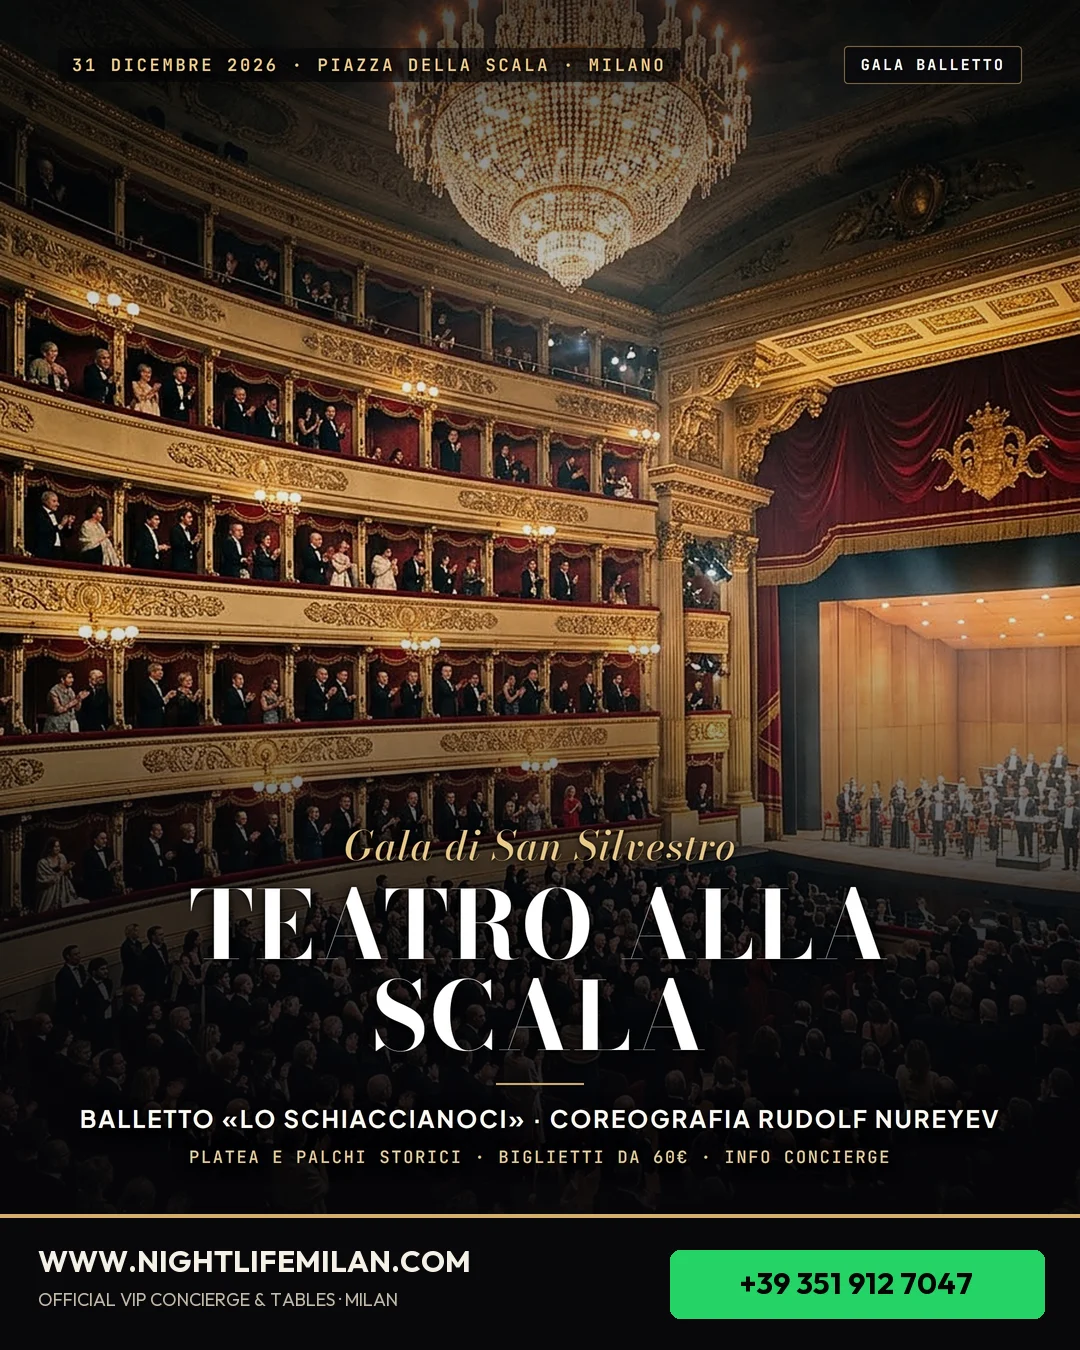 31 DICEMBRE 2026 · PIAZZA DELLA SCALA · MILANO
GALA BALLETTO
Gala di San Silvestro
TEATRO ALLA
SCALA
BALLETTO «LO SCHIACCIANOCI» · COREOGRAFIA RUDOLF NUREYEV
PLATEA E PALCHI STORICI · BIGLIETTI DA 60€ · INFO CONCIERGE
WWW.NIGHTLIFEMILAN.COM
OFFICIAL VIP CONCIERGE & TABLES · MILAN
+39 351 912 7047